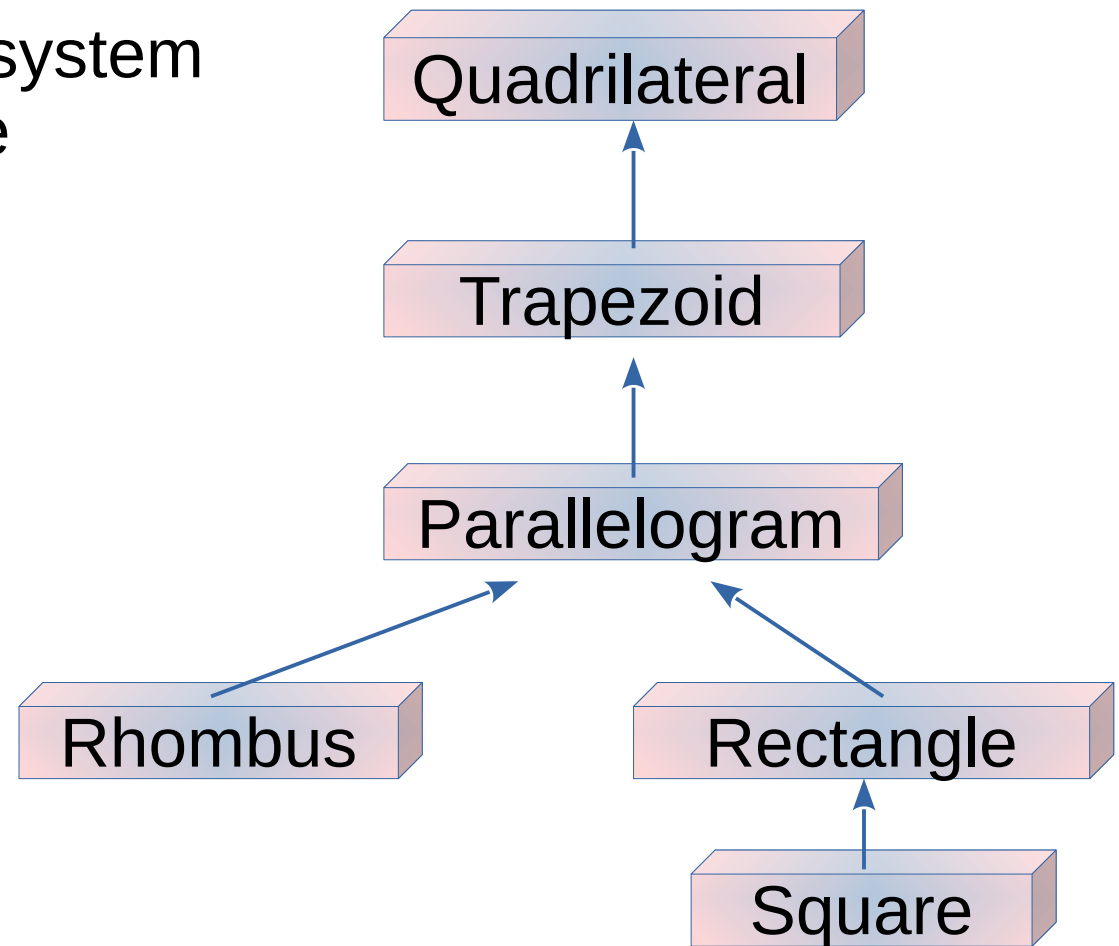 system
Quadrilateral
e
Trapezoid
Parallelogram
Rhombus
Rectangle
Square